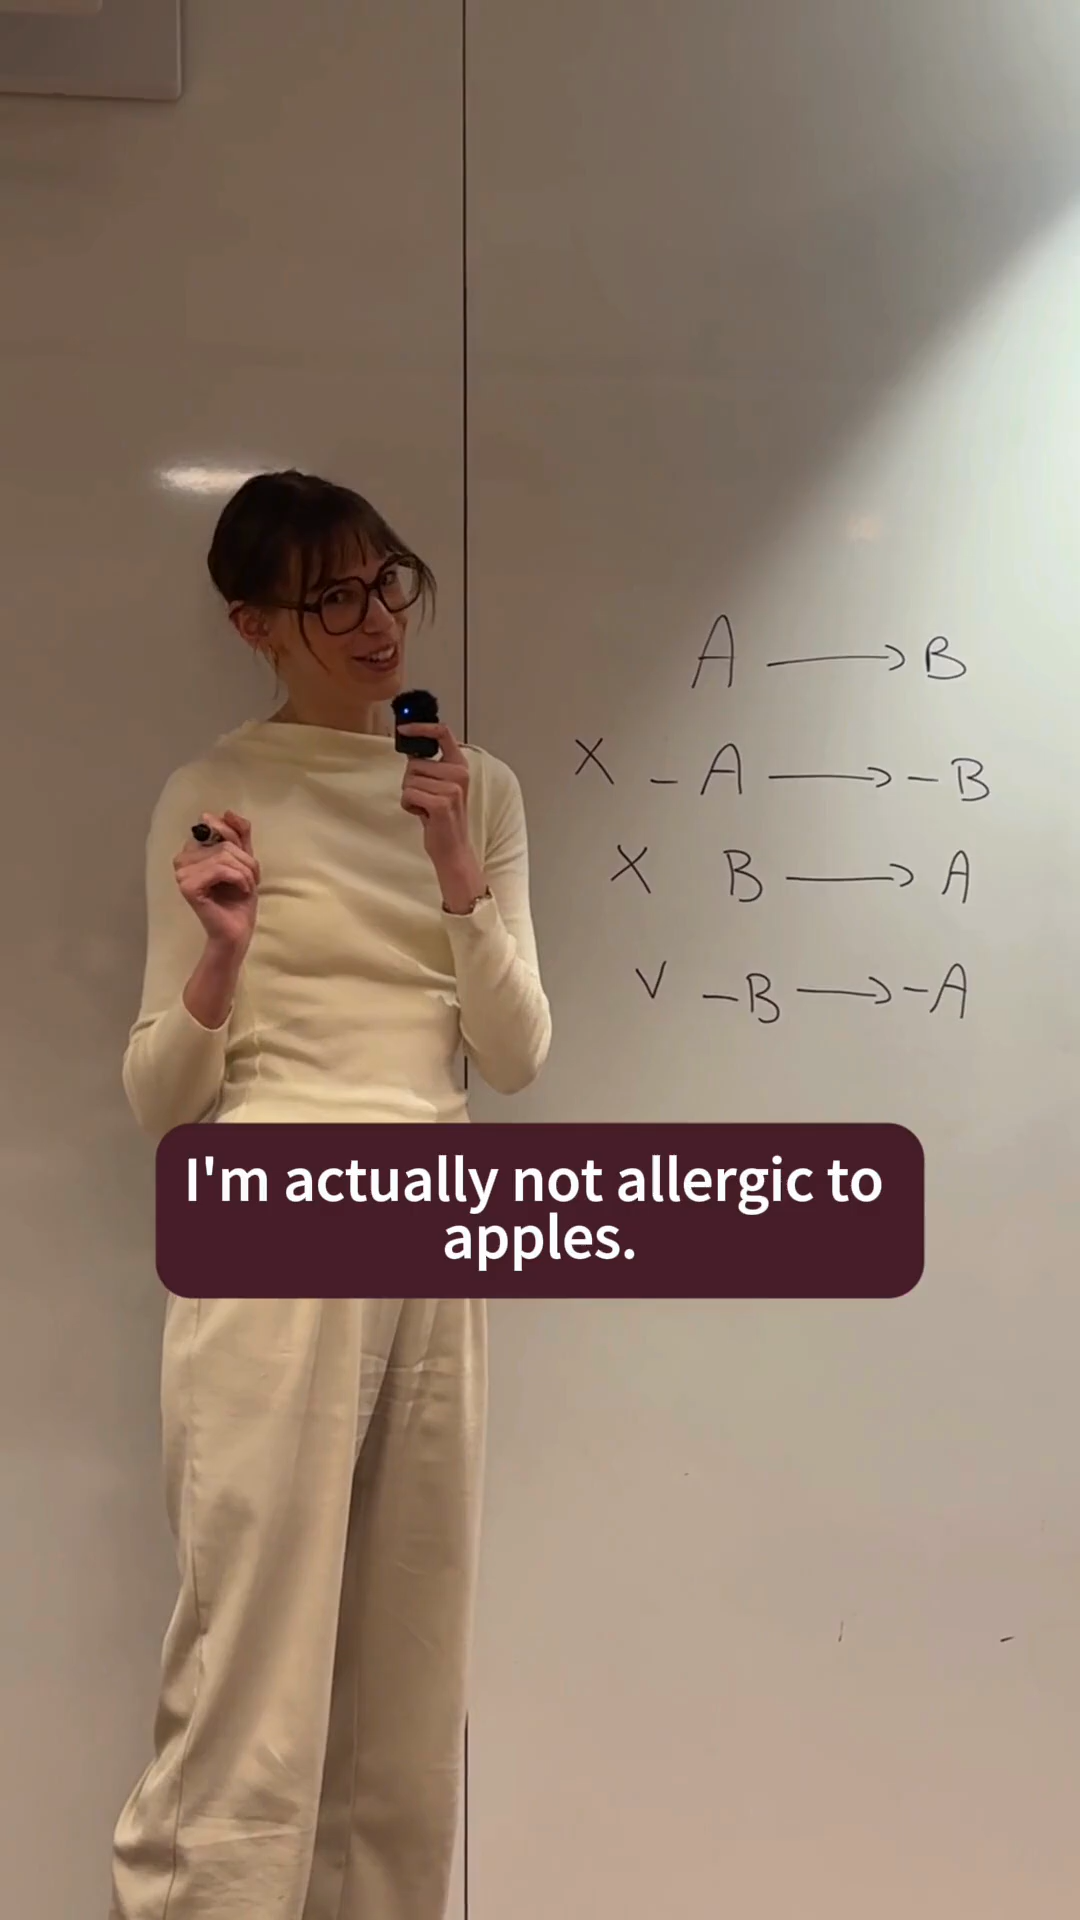 A → B
X -A → -B
X B → A
V -B → -A
I'm actually not allergic to
apples.